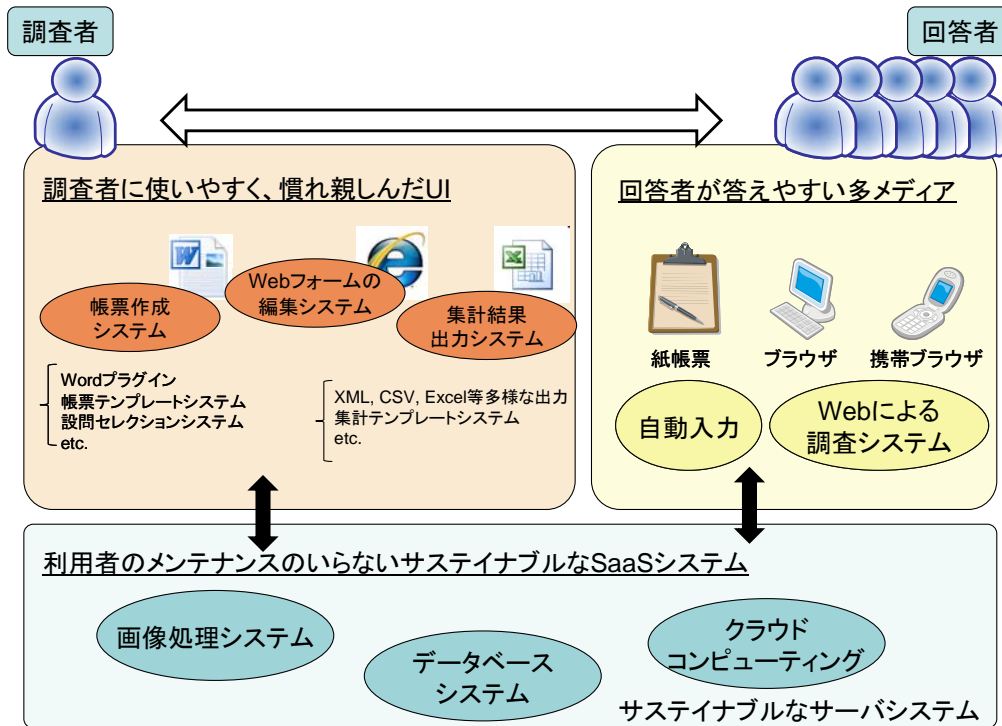 調査者
回答者
調査者に使いやすく、慣れ親しんだUI
Webフォームの
編集システム
帳票作成
システム
集計結果
出力システム
Wordプラグイン
帳票テンプレートシステム
設問セレクションシステム
etc.
XML, CSV, Excel等多様な出力
集計テンプレートシステム
etc.
回答者が答えやすい多メディア
紙帳票
ブラウザ
携帯ブラウザ
自動入力
Webによる
調査システム
利用者のメンテナンスのいらないサステイナブルなSaaSシステム
画像処理システム
データベース
システム
クラウド
コンピューティング
サステイナブルなサーバシステム